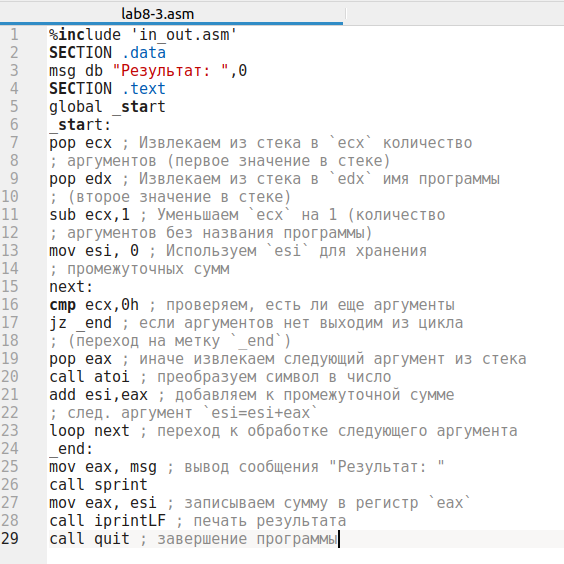 lab8-3.asm
1 %include 'in_out.asm'
2 SECTION .data
3 msg db "Результат: ",0
4 SECTION .text
5 global _start
6 _start:
7 pop ecx ; Извлекаем из стека в `ecx` количество
8 ; аргументов (первое значение в стеке)
9 pop edx ; Извлекаем из стека в `edx` имя программы
10 ; (второе значение в стеке)
11 sub ecx,1 ; Уменьшаем `ecx` на 1 (количество
12 ; аргументов без названия программы)
13 mov esi, 0 ; Используем `esi` для хранения
14 ; промежуточных сумм
15 next:
16 cmp ecx,0h ; проверяем, есть ли еще аргументы
17 jz _end ; если аргументов нет выходим из цикла
18 ; (переход на метку `_end`)
19 pop eax ; иначе извлекаем следующий аргумент из стека
20 call atoi ; преобразуем символ в число
21 add esi,eax ; добавляем к промежуточной сумме
22 ; след. аргумент `esi=esi+eax`
23 loop next ; переход к обработке следующего аргумента
24 _end:
25 mov eax, msg ; вывод сообщения "Результат: "
26 call sprint
27 mov eax, esi ; записываем сумму в регистр `eax`
28 call iprintLF ; печать результата
29 call quit ; завершение программы